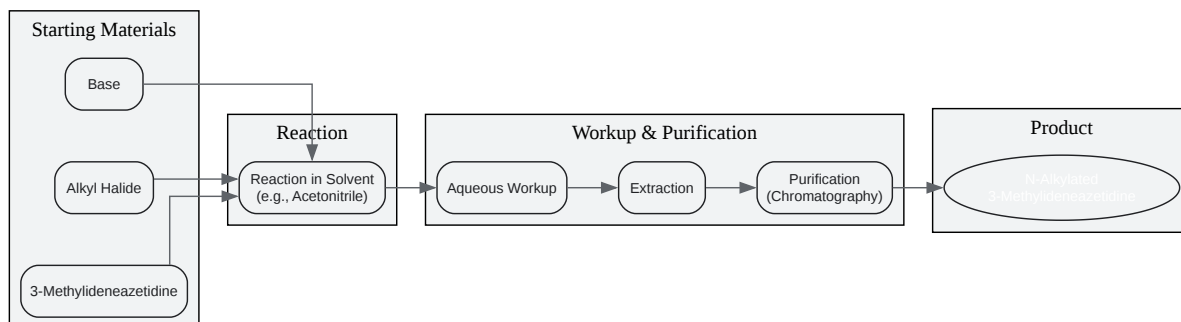 Starting Materials
Base
Alkyl Halide
3-Methylideneazetidine
Reaction
Reaction in Solvent
(e.g., Acetonitrile)
Workup & Purification
Aqueous Workup
Extraction
Purification
(Chromatography)
Product
N-Alkylated
3-Methylideneazetidine